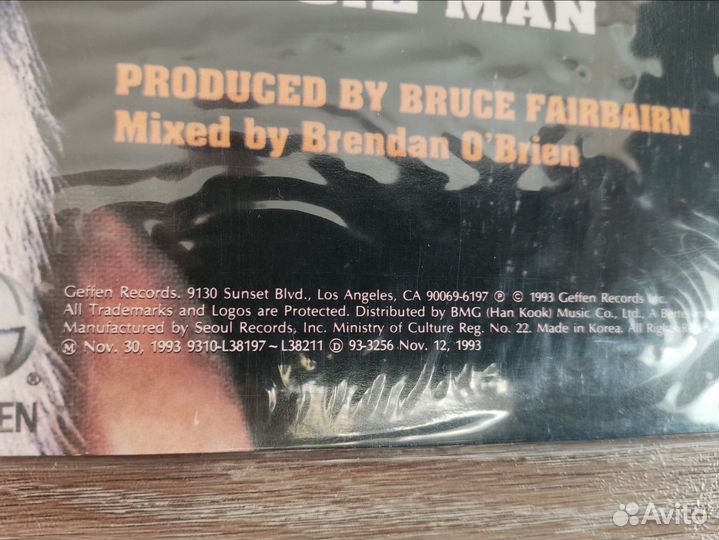 MAN
PRODUCED BY BRUCE FAIRBAIRN
Mixed by Brendan O'Brien
Geffen Records. 9130 Sunset Blvd., Los Angeles, CA 90069-6197 ℗ © 1993 Geffen Records Inc.
All Trademarks and Logos are Protected. Distributed by BMG (Han Kook) Music Co., Ltd., A
Manufactured by Seoul Records, Inc. Ministry of Culture Reg. No. 22. Made in Korea. All
Ⓜ Nov. 30, 1993 9310-L38197~L38211 Ⓓ 93-3256 Nov. 12, 1993
®
EN
Avito